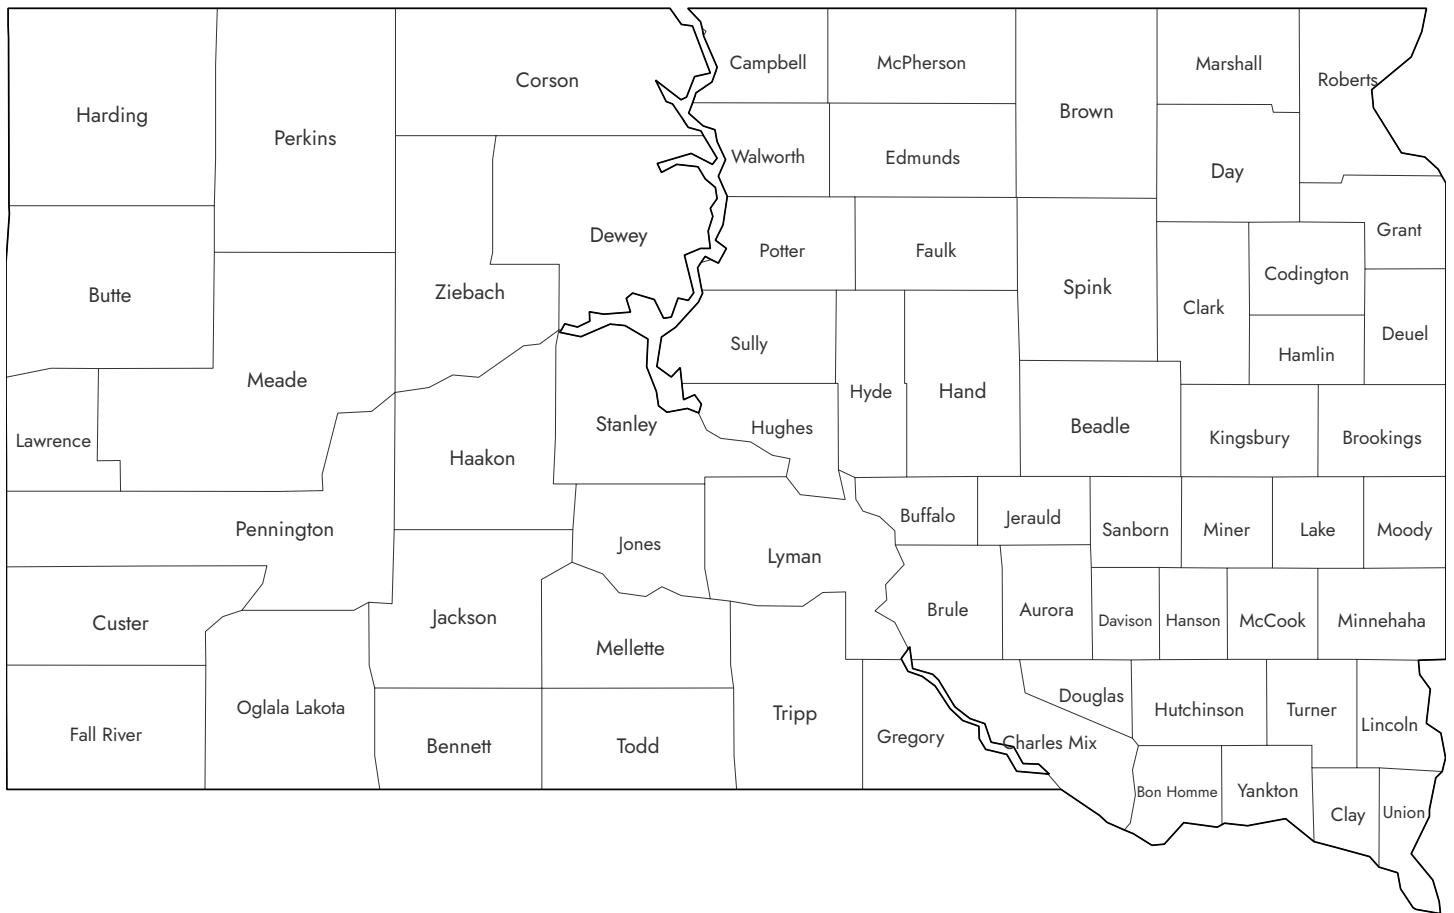 Campbell
McPherson
Marshall
Roberts
Corson
Harding
Brown
Perkins
Walworth
Edmunds
Day
Dewey
Grant
Potter
Faulk
Codington
Spink
Ziebach
Butte
Clark
Deuel
Sully
Hamlin
Meade
Hyde
Hand
Stanley
Hughes
Beadle
Kingsbury
Brookings
Lawrence
Haakon
Buffalo
Jerauld
Pennington
Sanborn
Miner
Lake
Moody
Jones
Lyman
Brule
Aurora
Custer
Jackson
Davison
Hanson
McCook
Minnehaha
Mellette
Douglas
Oglala Lakota
Hutchinson
Turner
Tripp
Lincoln
Fall River
Gregory
Charles Mix
Bennett
Todd
Bon Homme
Yankton
Clay
Union